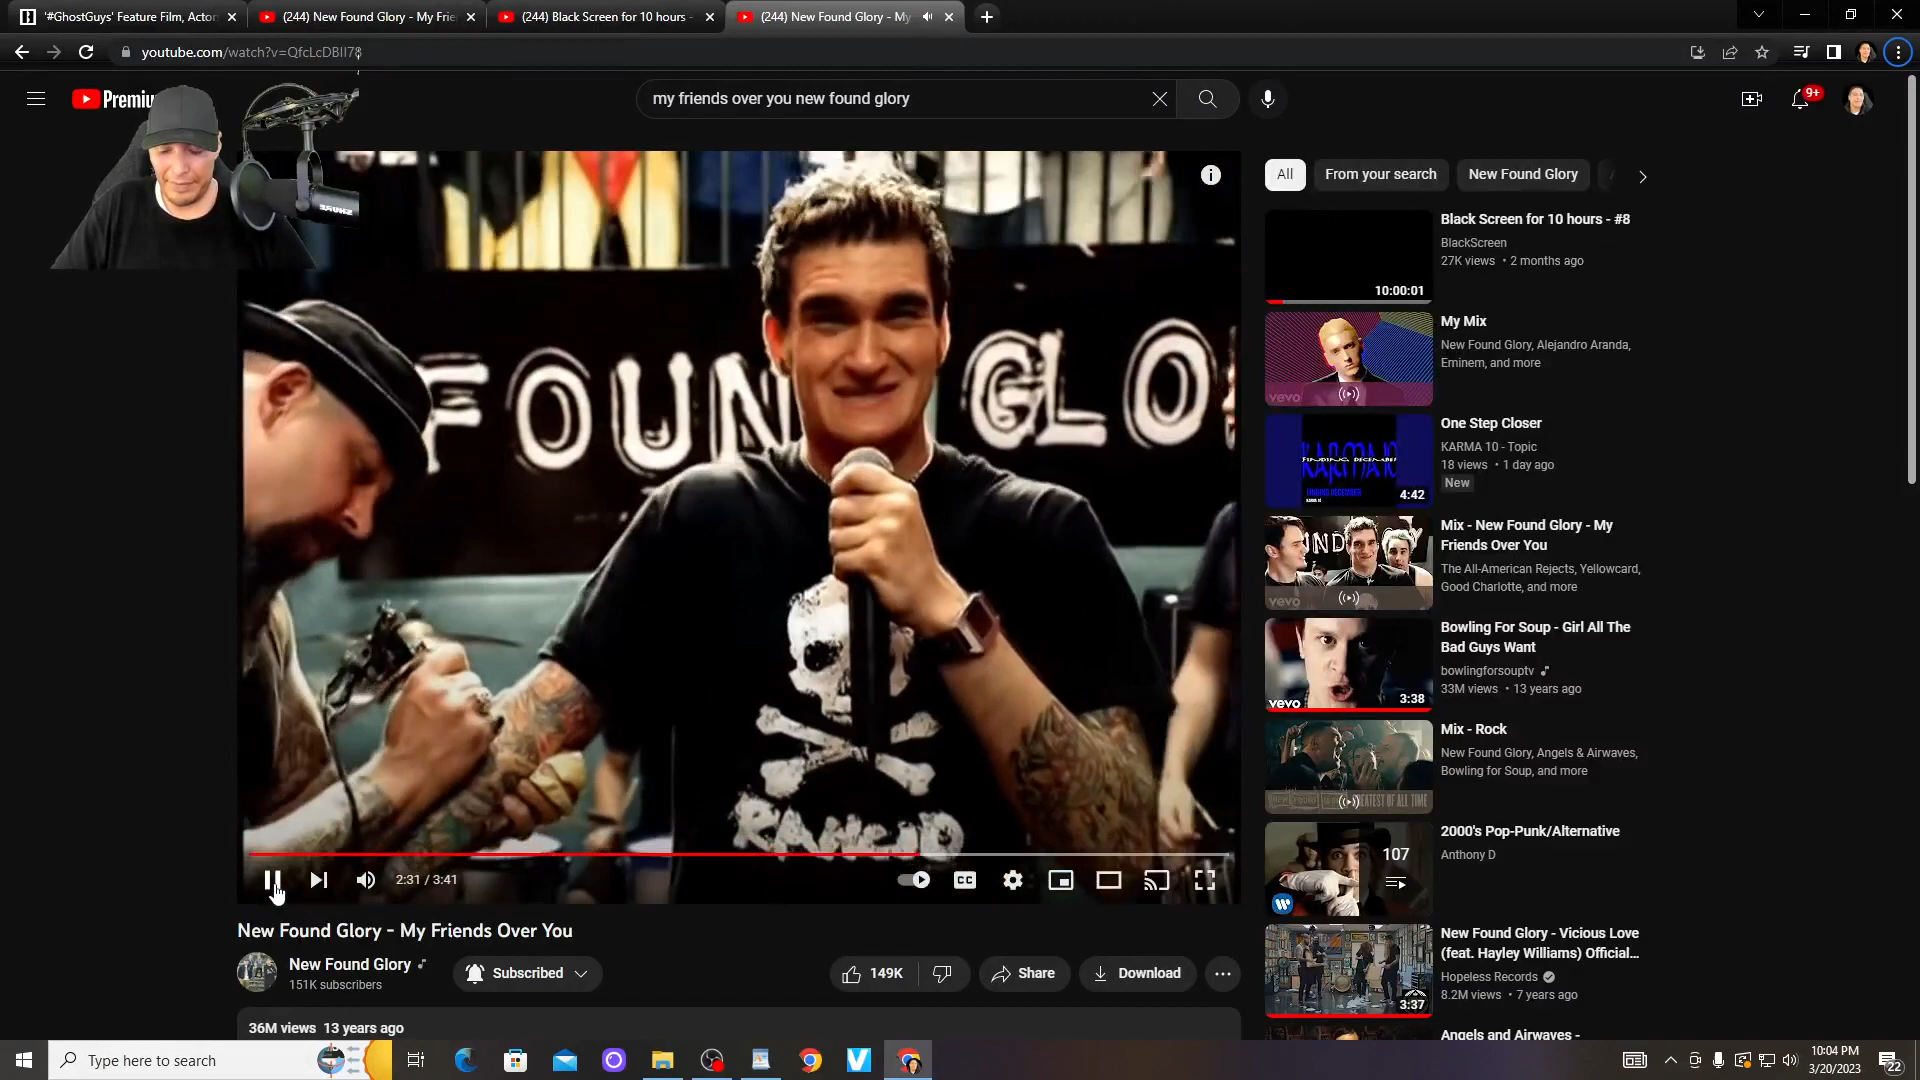 '#GhostGuys' Feature Film, Actor
(244) New Found Glory - My Frie
(244) Black Screen for 10 hours -
(244) New Found Glory - My
youtube.com/watch?v=QfcLcDBII78
Premiu
my friends over you new found glory
9+
SHURE
FOUN GLO
RANCID
2:31 / 3:41
CC
New Found Glory - My Friends Over You
New Found Glory
151K subscribers
Subscribed
149K
Share
Download
36M views 13 years ago
All
From your search
New Found Glory
10:00:01
Black Screen for 10 hours - #8
BlackScreen
27K views • 2 months ago
vevo
My Mix
New Found Glory, Alejandro Aranda,
Eminem, and more
KARMA 10
4:42
One Step Closer
KARMA 10 - Topic
18 views • 1 day ago
New
ND
vevo
Mix - New Found Glory - My
Friends Over You
The All-American Rejects, Yellowcard,
Good Charlotte, and more
vevo
3:38
Bowling For Soup - Girl All The
Bad Guys Want
bowlingforsouptv
33M views • 13 years ago
Mix - Rock
New Found Glory, Angels & Airwaves,
Bowling for Soup, and more
107
2000's Pop-Punk/Alternative
Anthony D
3:37
New Found Glory - Vicious Love
(feat. Hayley Williams) Official...
Hopeless Records
8.2M views • 7 years ago
Angels and Airwaves -
Type here to search
10:04 PM
3/20/2023
22